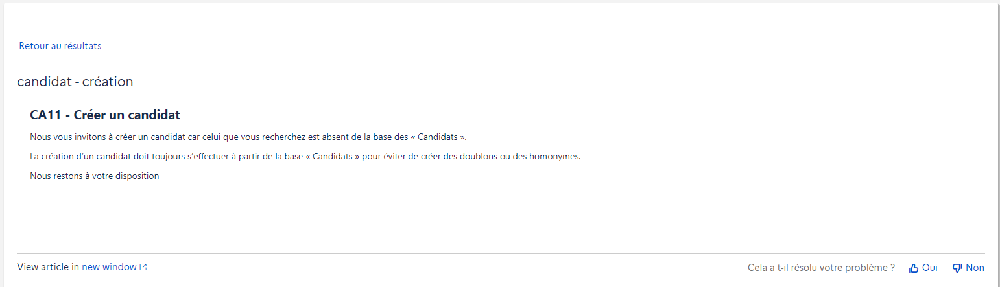 Retour au résultats
candidat - création
CA11 - Créer un candidat
Nous vous invitons à créer un candidat car celui que vous recherchez est absent de la base des « Candidats ».
La création d'un candidat doit toujours s'effectuer à partir de la base « Candidats » pour éviter de créer des doublons ou des homonymes.
Nous restons à votre disposition
View article in new window
Cela a t-il résolu votre problème ? Oui Non